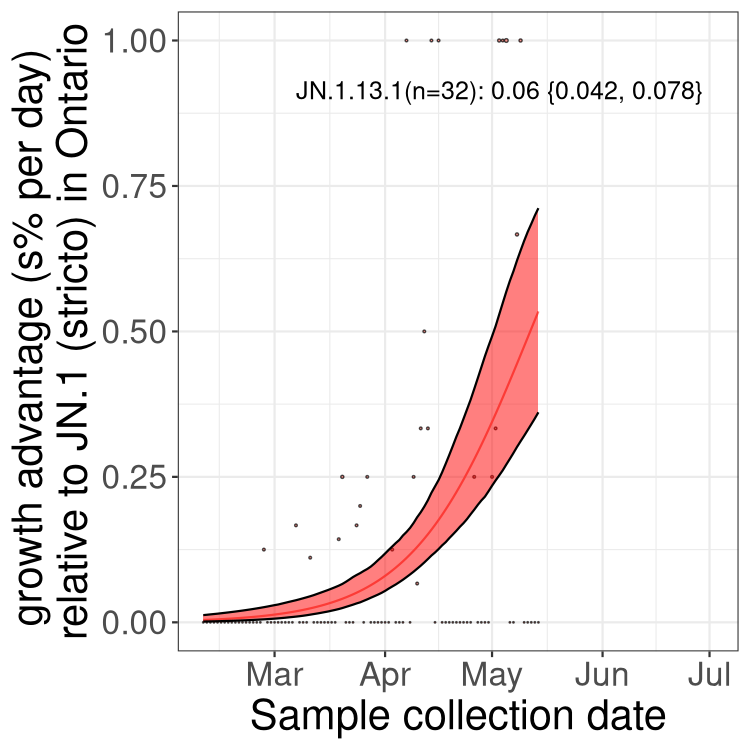 growth advantage (s% per day)
relative to JN.1 (stricto) in Ontario
1.00
0.75
0.50
0.25
0.00
JN.1.13.1(n=32): 0.06 {0.042, 0.078}
Mar Apr May Jun Jul
Sample collection date